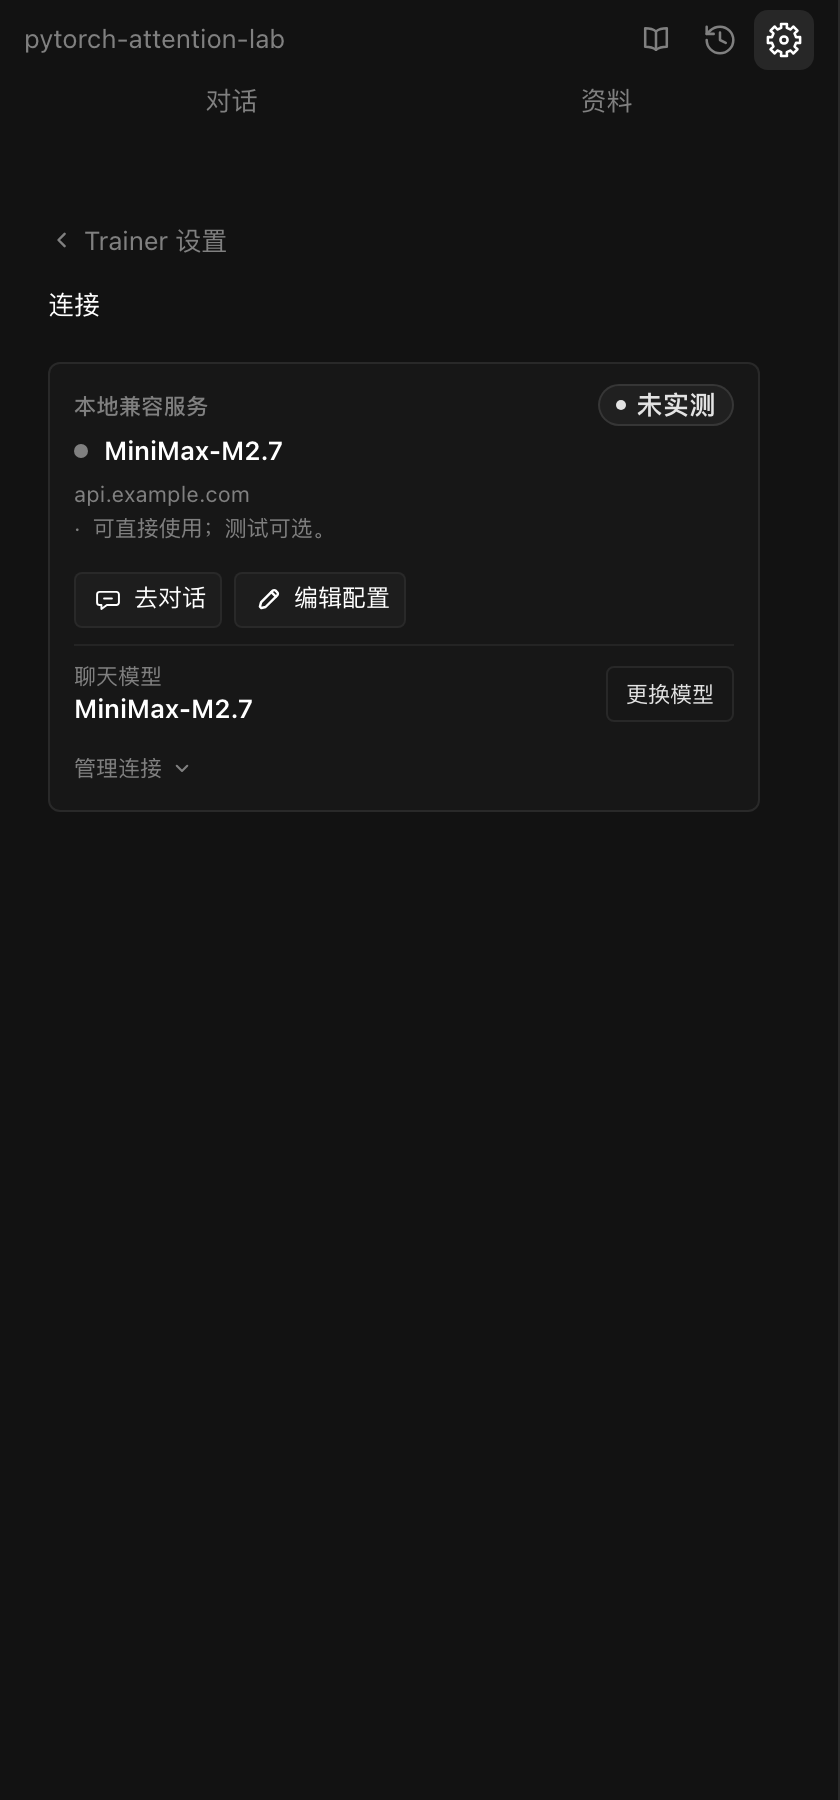 pytorch-attention-lab
对话 资料
Trainer 设置
连接
本地兼容服务 未实测
MiniMax-M2.7
api.example.com
· 可直接使用；测试可选。
去对话 编辑配置
聊天模型
MiniMax-M2.7 更换模型
管理连接